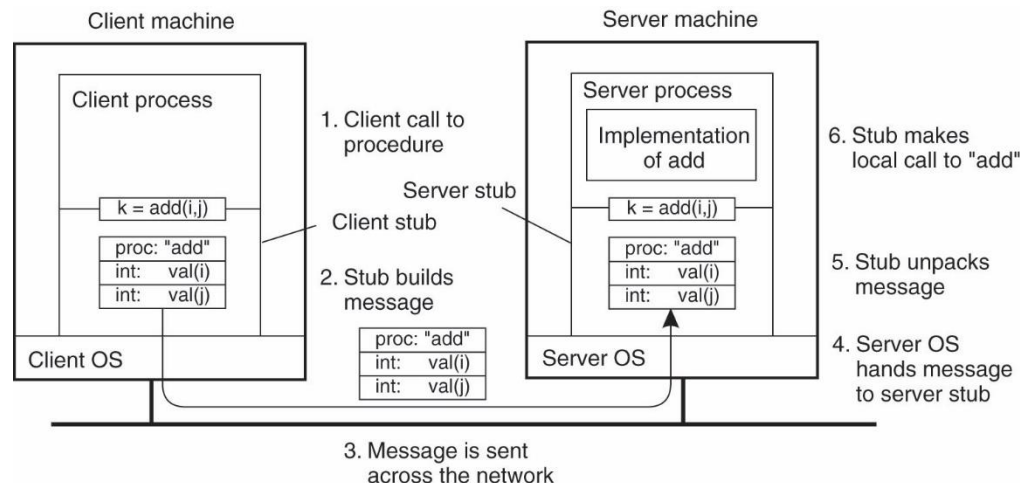 Client machine
Client process
k = add(i,j)
proc: "add"
int: val(i)
int: val(j)
Client OS
1. Client call to
procedure
Client stub
2. Stub builds
message
proc: "add"
int: val(i)
int: val(j)
3. Message is sent
across the network
Server machine
Server process
Implementation
of add
Server stub
k = add(i,j)
proc: "add"
int: val(i)
int: val(j)
Server OS
6. Stub makes
local call to "add"
5. Stub unpacks
message
4. Server OS
hands message
to server stub